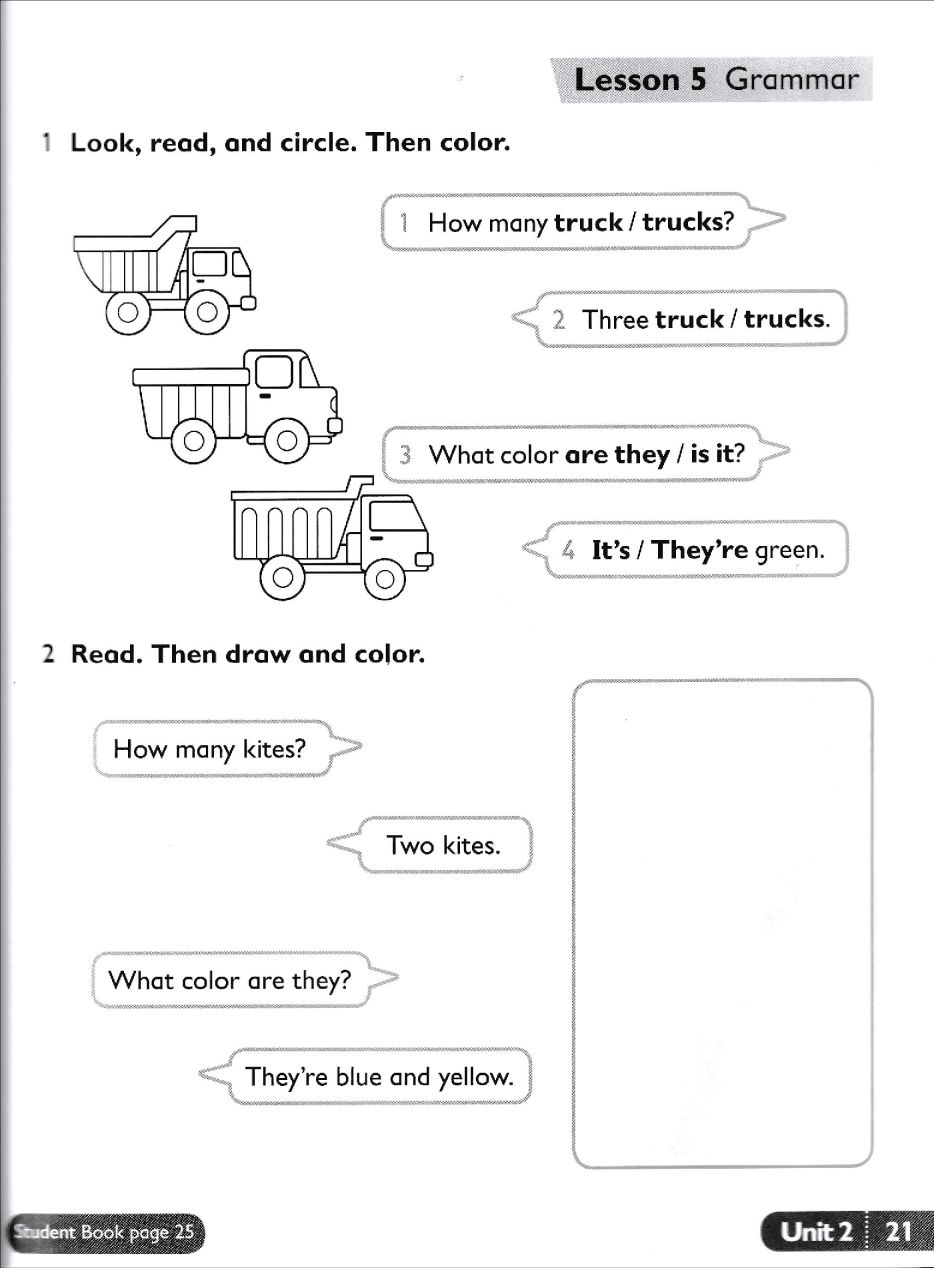 Lesson 5 Grammar
1 Look, read, and circle. Then color.
1 How many truck / trucks?
2 Three truck / trucks.
3 What color are they / is it?
4 It's / They're green.
2 Read. Then draw and color.
How many kites?
Two kites.
What color are they?
They're blue and yellow.
Student Book page 25
Unit 2 21